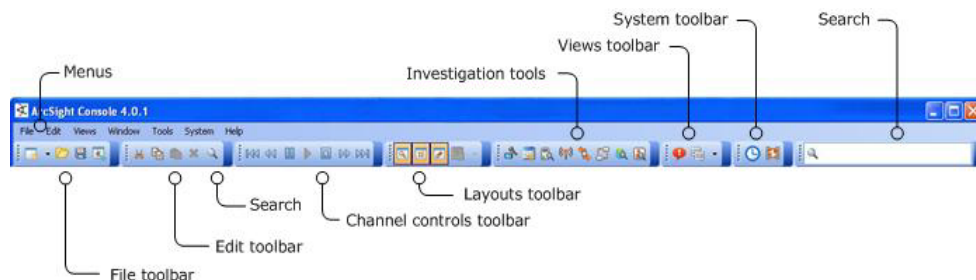 System toolbar
Search
Views toolbar
Menus
Investigation tools
ArcSight Console 4.0.1
File Edit Views Window Tools System Help
Layouts toolbar
Search
Channel controls toolbar
Edit toolbar
File toolbar